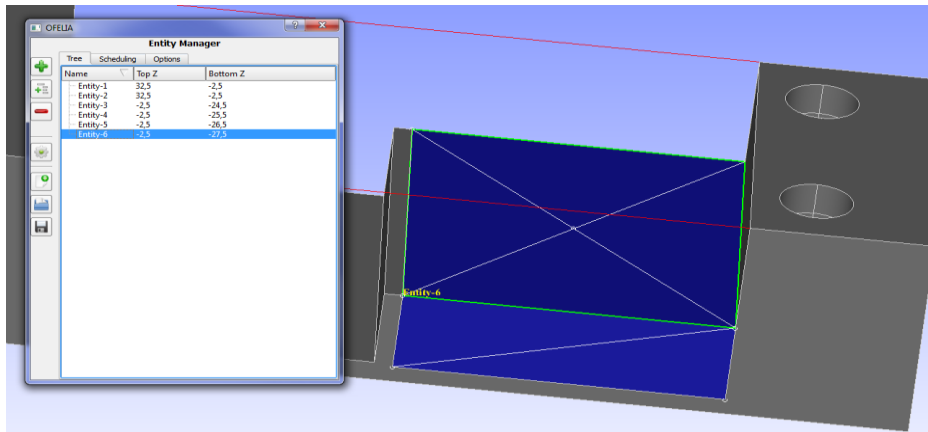 OFELIA
Entity Manager
Tree Scheduling Options
Name Top Z Bottom Z
Entity-1 32,5 -2,5
Entity-2 32,5 -2,5
Entity-3 -2,5 -24,5
Entity-4 -2,5 -25,5
Entity-5 -2,5 -26,5
Entity-6 -2,5 -27,5
Entity-6